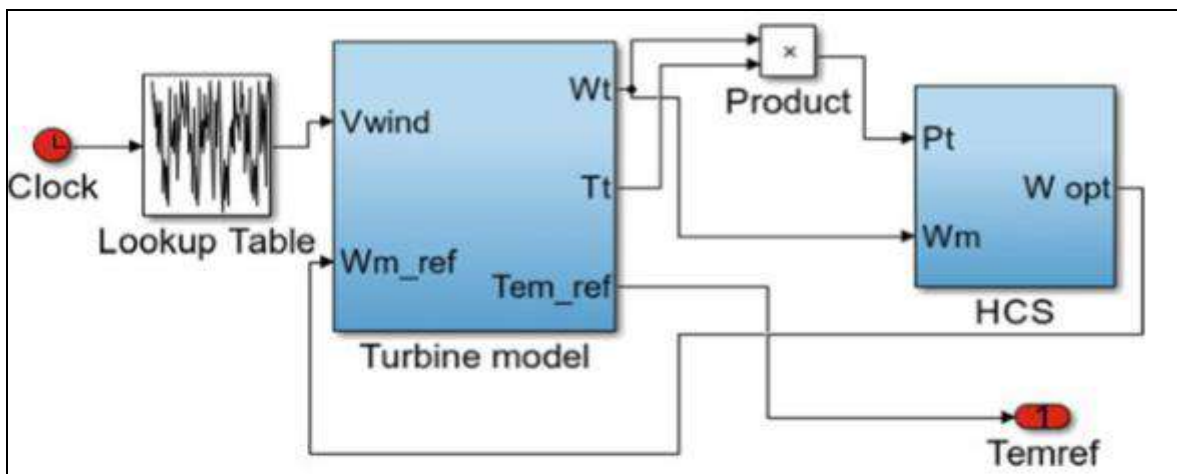 Clock
Lookup Table
Vwind
Wm_ref
Wt
Tt
Tem_ref
Turbine model
×
Product
Pt
Wm
W opt
HCS
1
Temref